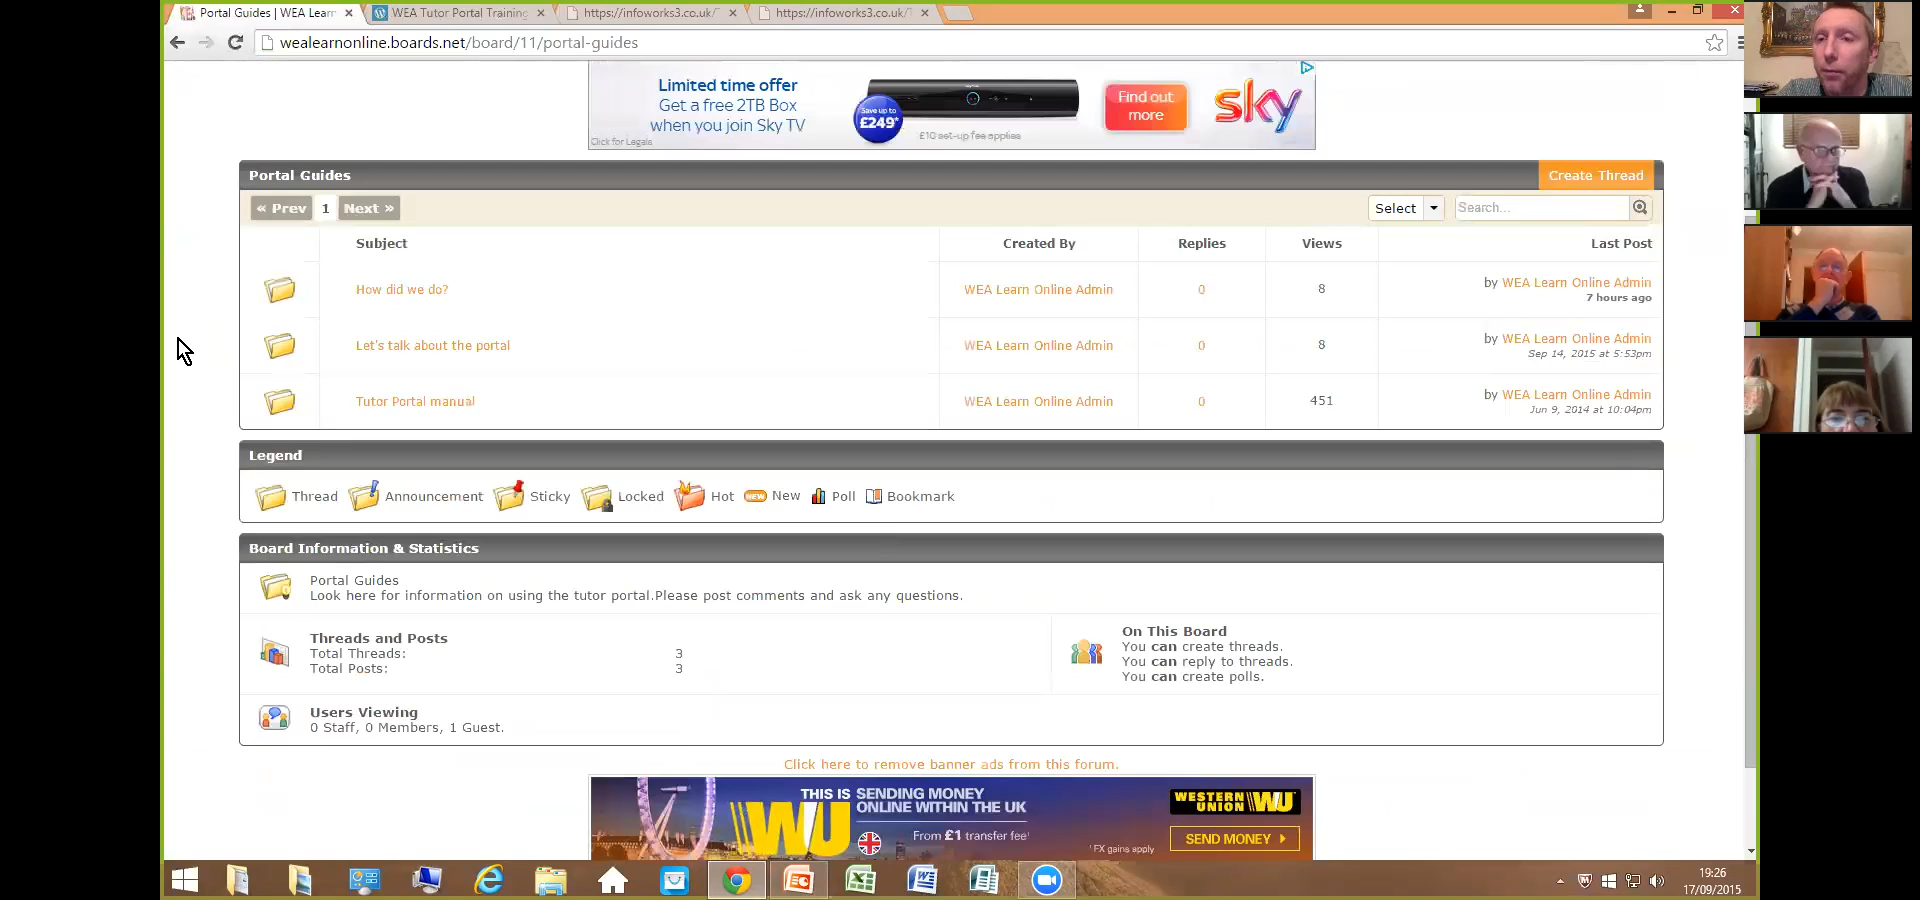 Portal Guides | WEA Learn
WEA Tutor Portal Training
https://infoworks3.co.uk/
https://infoworks3.co.uk/
wealearnonline.boards.net/board/11/portal-guides
Limited time offer
Get a free 2TB Box
when you join Sky TV
Click for Legals
Save up to
£249*
£10 set-up fee applies
Find out
more
sky
Portal Guides
Create Thread
« Prev 1 Next »
Select
Search...
Subject Created By Replies Views Last Post
How did we do? WEA Learn Online Admin 0 8 by WEA Learn Online Admin
7 hours ago
Let's talk about the portal WEA Learn Online Admin 0 8 by WEA Learn Online Admin
Sep 14, 2015 at 5:53pm
Tutor Portal manual WEA Learn Online Admin 0 451 by WEA Learn Online Admin
Jun 9, 2014 at 10:04pm
Legend
Thread Announcement Sticky Locked Hot NEW New Poll Bookmark
Board Information & Statistics
Portal Guides
Look here for information on using the tutor portal.Please post comments and ask any questions.
Threads and Posts
Total Threads: 3
Total Posts: 3
On This Board
You can create threads.
You can reply to threads.
You can create polls.
Users Viewing
0 Staff, 0 Members, 1 Guest.
Click here to remove banner ads from this forum.
WU
THIS IS SENDING MONEY
ONLINE WITHIN THE UK
From £1 transfer fee¹
¹ FX gains apply
WESTERN
UNION WU
SEND MONEY
19:26
17/09/2015